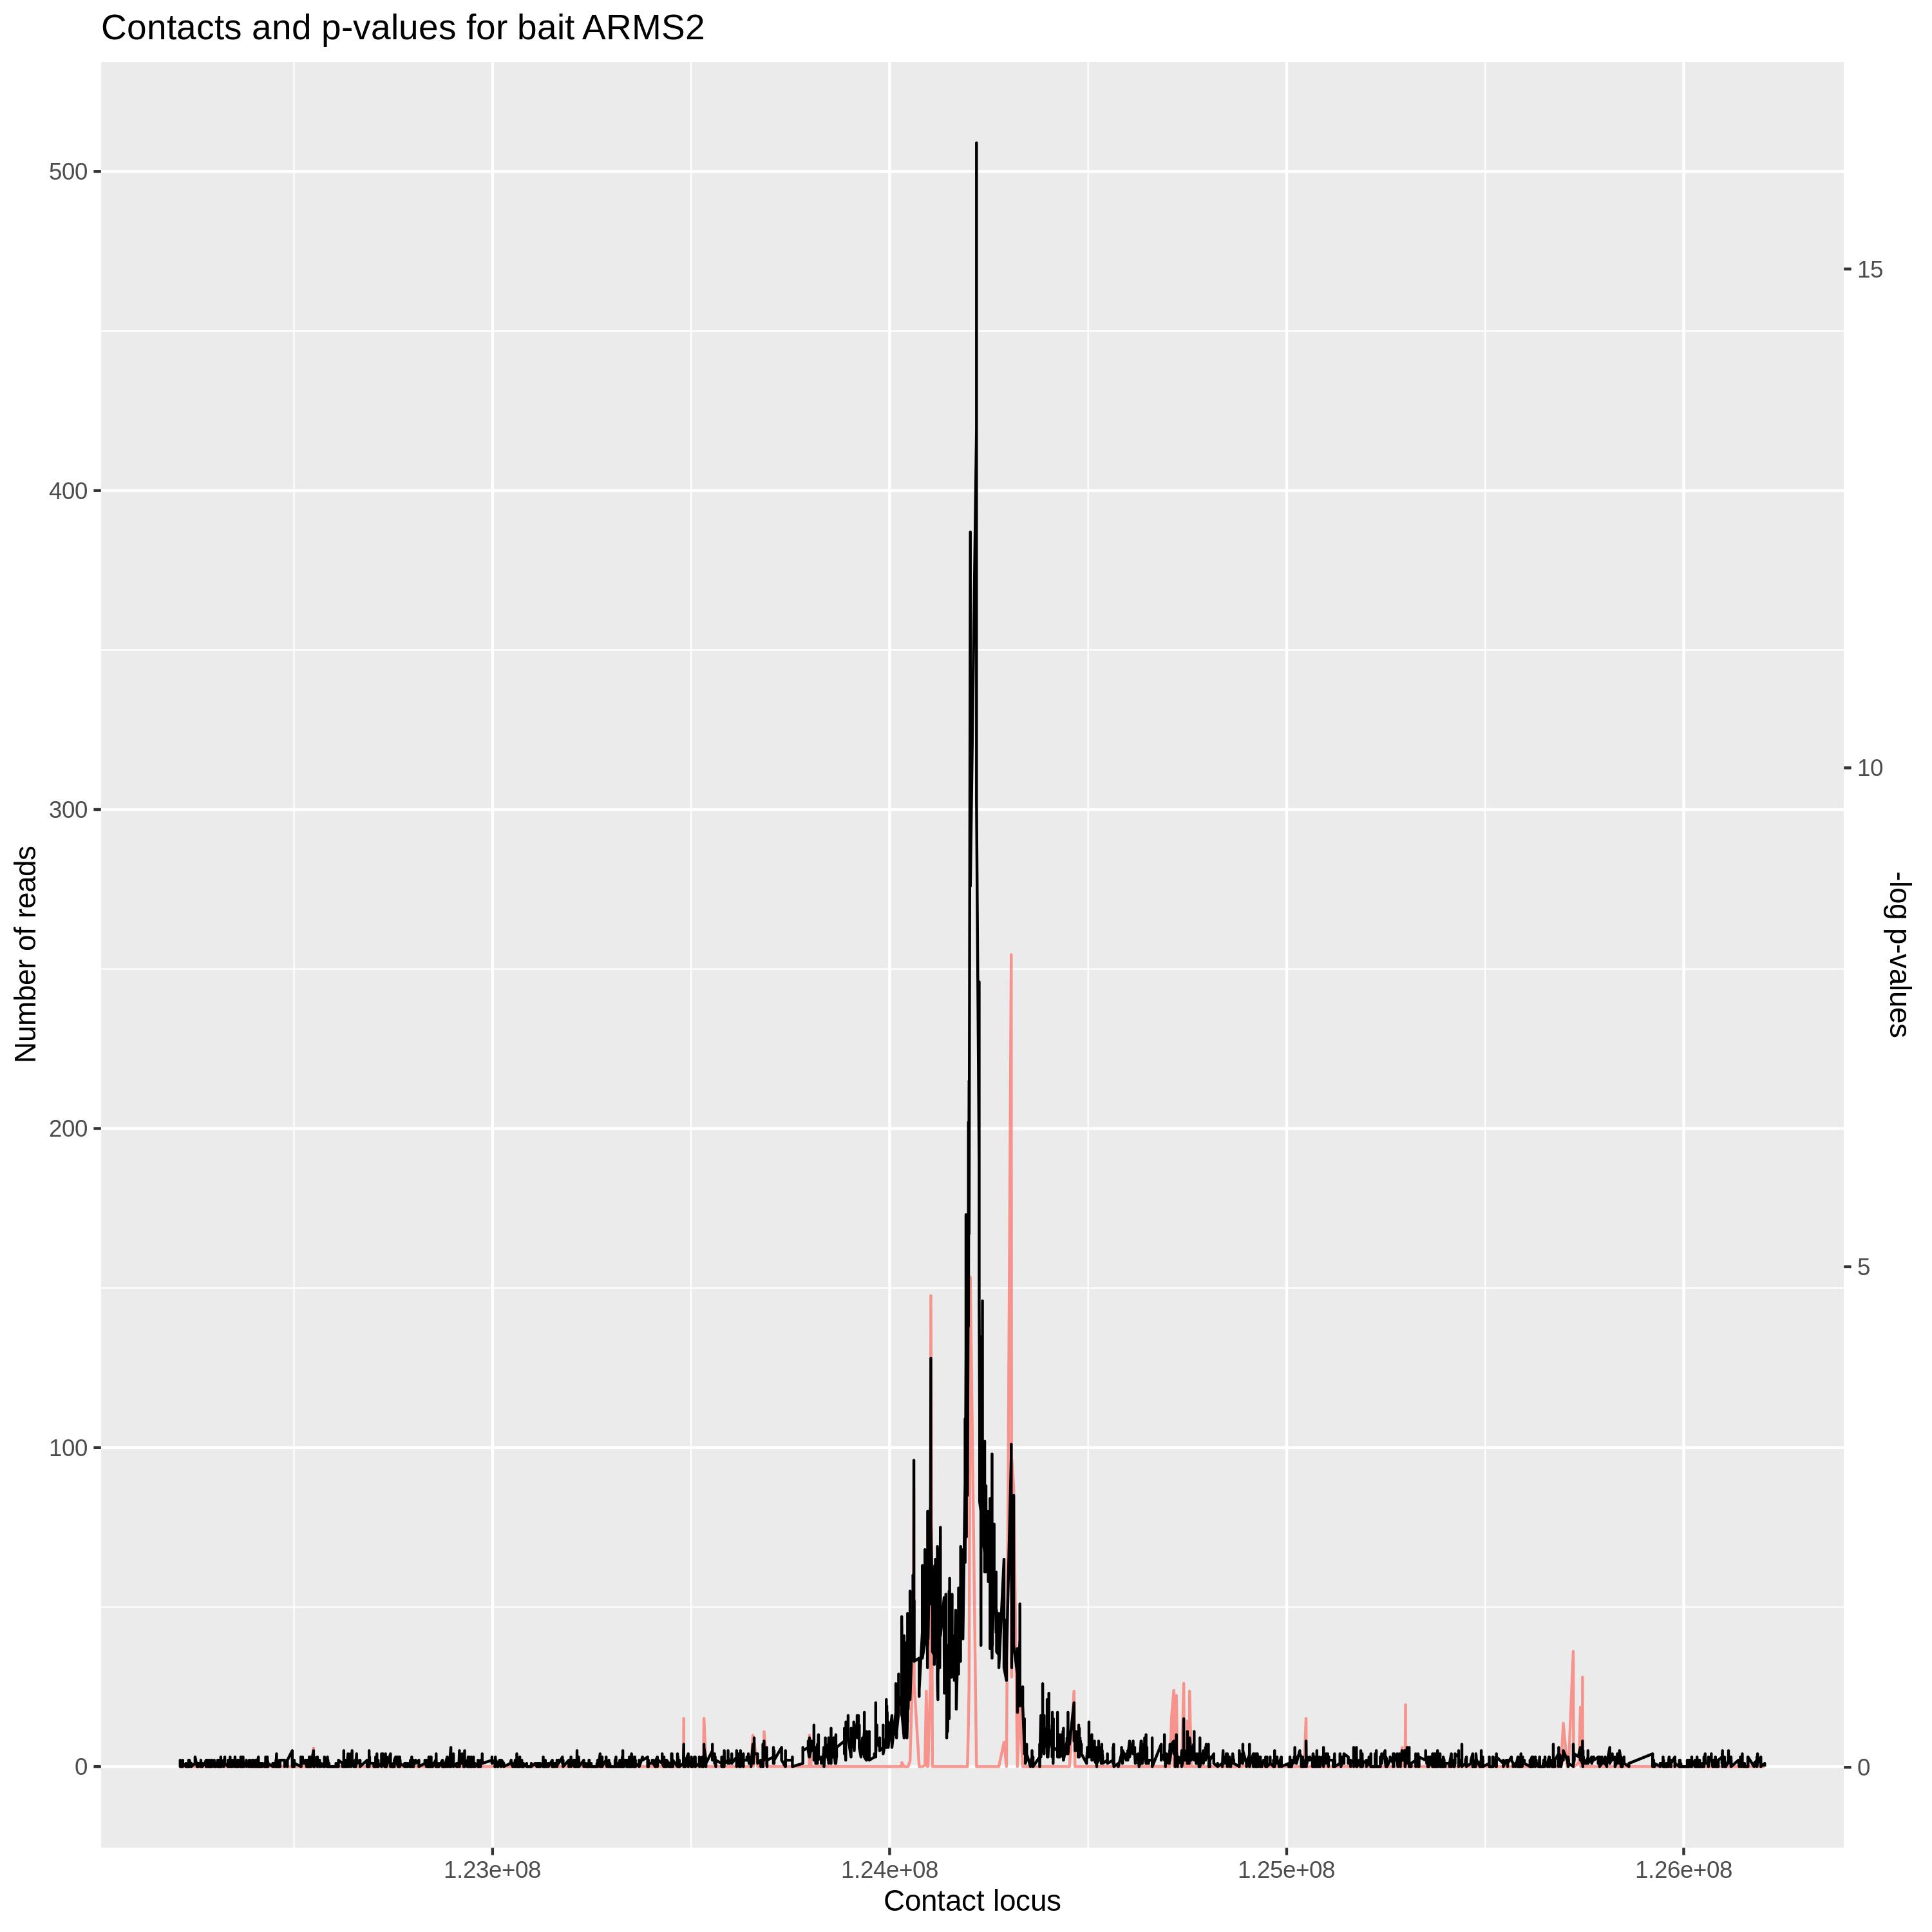 Contacts and p-values for bait ARMS2
500
400
300
200
100
0
Number of reads
15
10
5
0
-log p-values
1.23e+08
1.24e+08
1.25e+08
1.26e+08
Contact locus